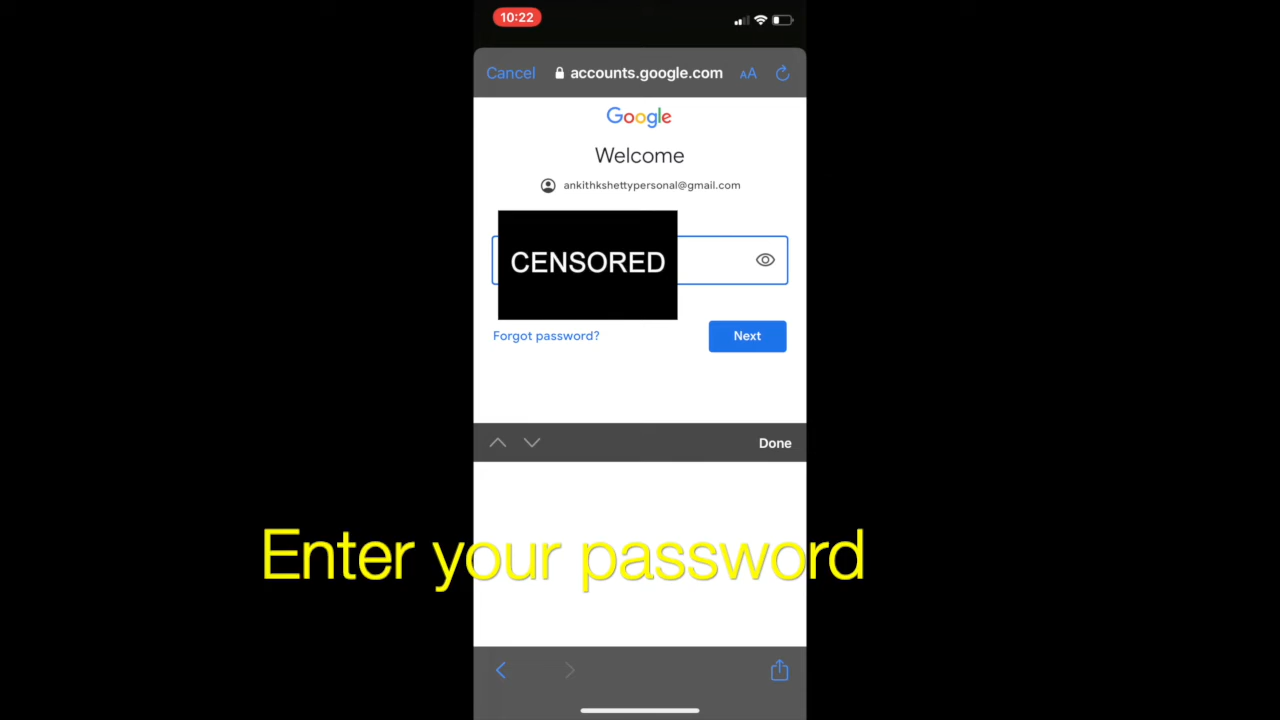 10:22
Cancel accounts.google.com AA
Google
Welcome
ankithkshettypersonal@gmail.com
CENSORED
Forgot password? Next
Done
Enter your password